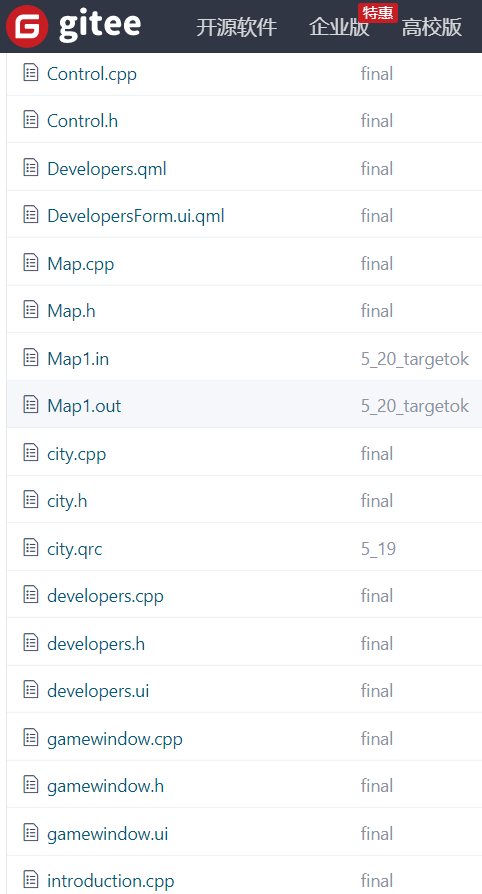 gitee 开源软件 企业版 特惠 高校版
Control.cpp final
Control.h final
Developers.qml final
DevelopersForm.ui.qml final
Map.cpp final
Map.h final
Map1.in 5_20_targetok
Map1.out 5_20_targetok
city.cpp final
city.h final
city.qrc 5_19
developers.cpp final
developers.h final
developers.ui final
gamewindow.cpp final
gamewindow.h final
gamewindow.ui final
introduction.cpp final